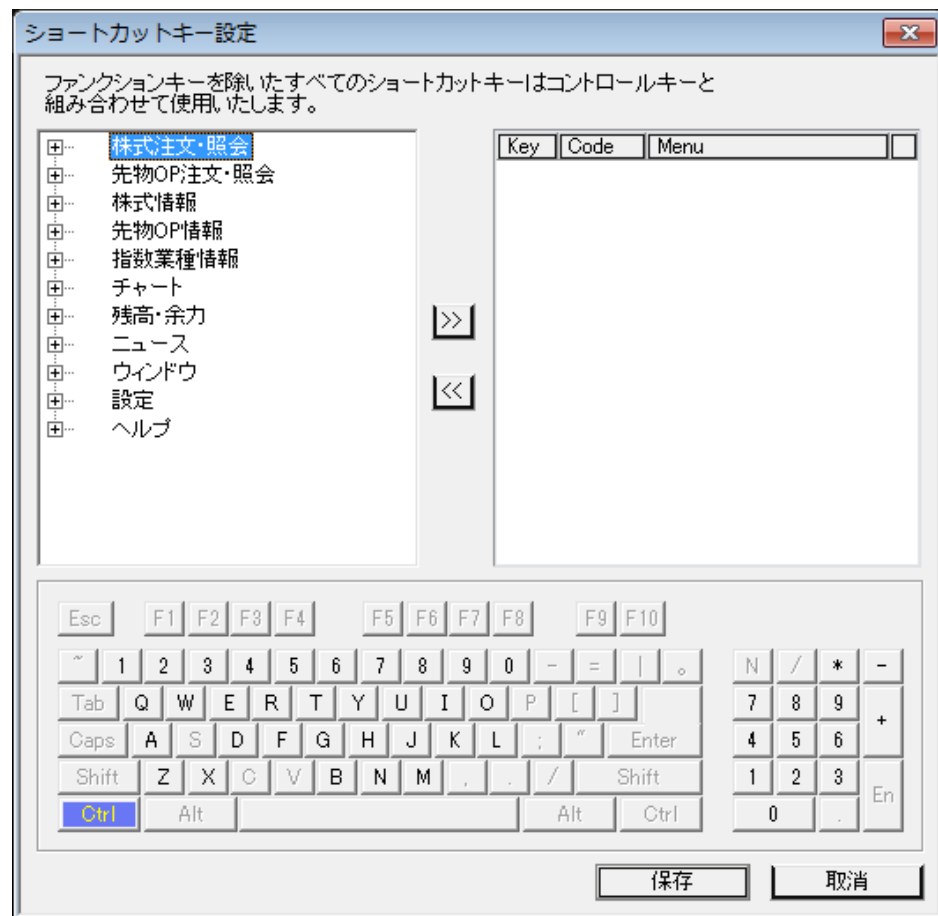 ショートカットキー設定
ファンクションキーを除いたすべてのショートカットキーはコントロールキーと
組み合わせて使用いたします。
株式注文・照会
先物OP注文・照会
株式情報
先物OP情報
指数業種情報
チャート
残高・余力
ニュース
ウィンドウ
設定
ヘルプ
>>
<<
Key Code Menu
Esc F1 F2 F3 F4 F5 F6 F7 F8 F9 F10
~ 1 2 3 4 5 6 7 8 9 0 - = | 。 N / * -
Tab Q W E R T Y U I O P [ ] 7 8 9 +
Caps A S D F G H J K L ; " Enter 4 5 6
Shift Z X C V B N M , . / Shift 1 2 3 En
Ctrl Alt Alt Ctrl 0 .
保存 取消